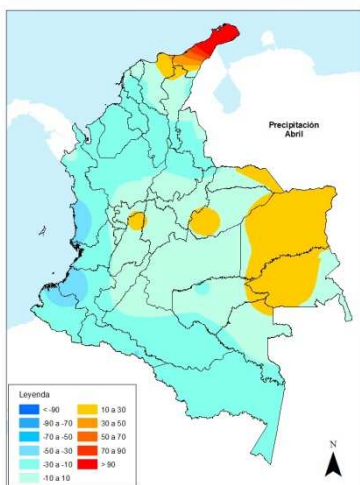 Precipitación
Abril
Leyenda
< -90
-90 a -70
-70 a -50
-50 a -30
-30 a -10
-10 a 10
10 a 30
30 a 50
50 a 70
70 a 90
> 90
N